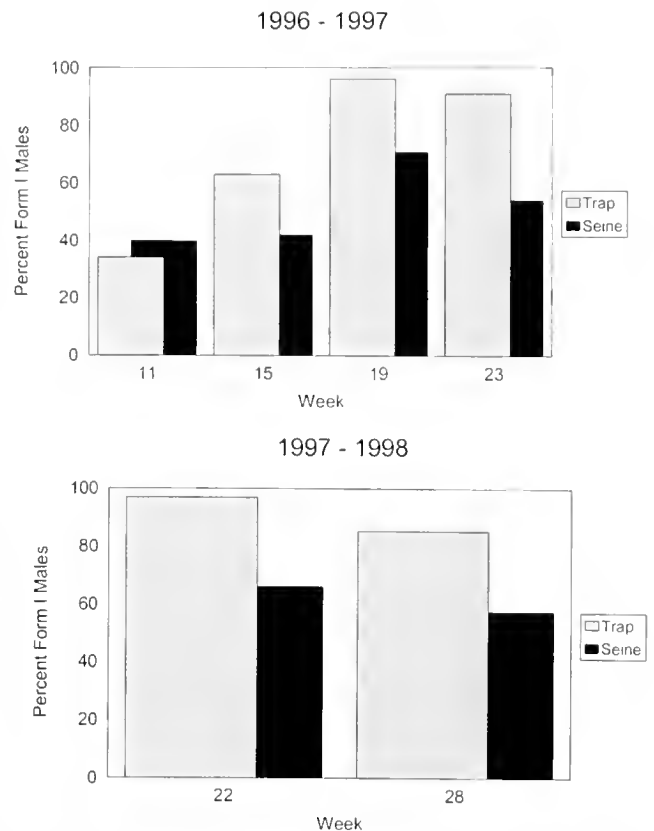 1996 - 1997
100
80
60
40
20
0
Percent Form I Males
11 15 19 23
Week
Trap
Seine
1997 - 1998
100
80
60
40
20
0
Percent Form I Males
22 28
Week
Trap
Seine